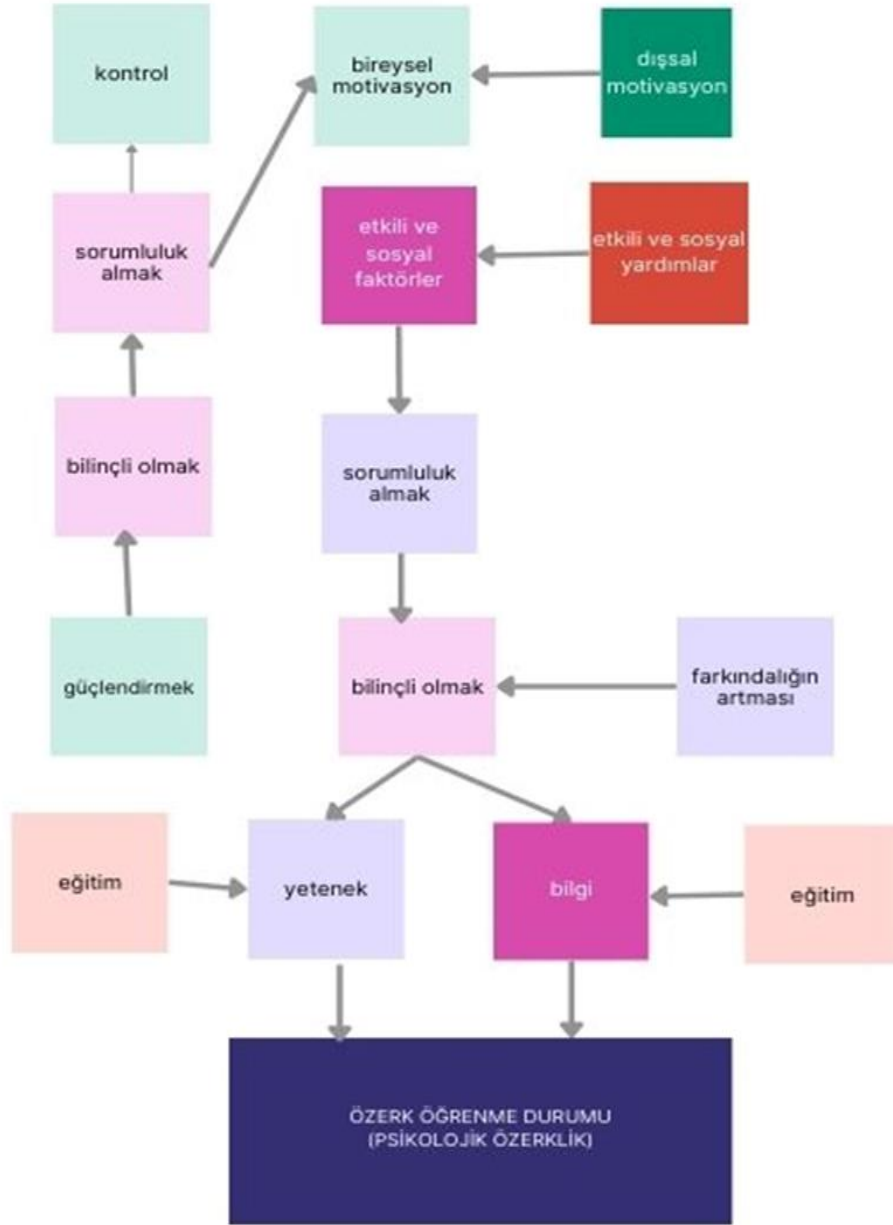 kontrol
bireysel
motivasyon
dışsal
motivasyon
sorumluluk
almak
etkili ve
sosyal
faktörler
etkili ve sosyal
yardımlar
bilinçli olmak
sorumluluk
almak
güçlendirmek
bilinçli olmak
farkındalığın
artması
eğitim
yetenek
bilgi
eğitim
ÖZERK ÖĞRENME DURUMU
(PSİKOLOJİK ÖZERKLİK)